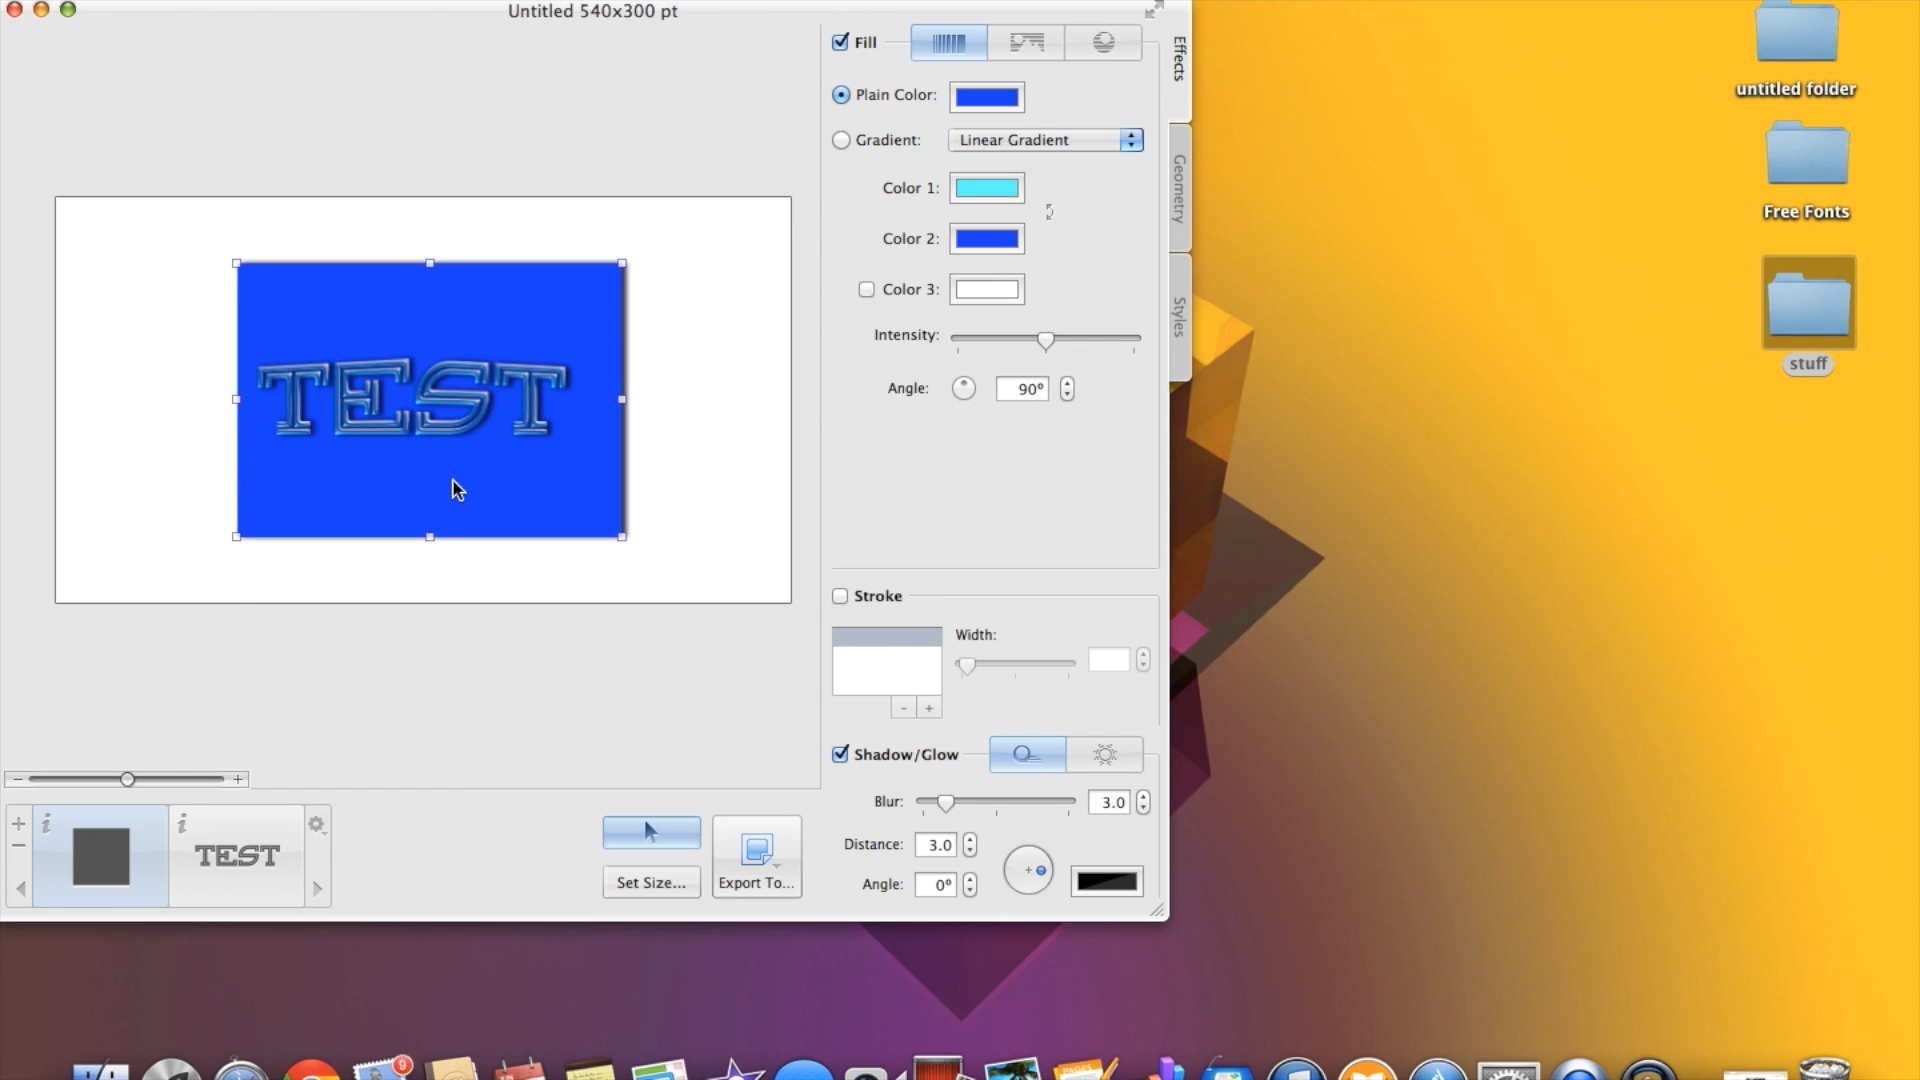 Untitled 540x300 pt
Fill
Plain Color:
Gradient: Linear Gradient
Color 1:
Color 2:
Color 3:
Intensity:
Angle: 90°
Stroke
Width:
Shadow/Glow
Blur: 3.0
Distance: 3.0
Angle: 0°
Effects
Geometry
Styles
TEST
TEST
Set Size...
Export To...
untitled folder
Free Fonts
stuff
9
PAGES